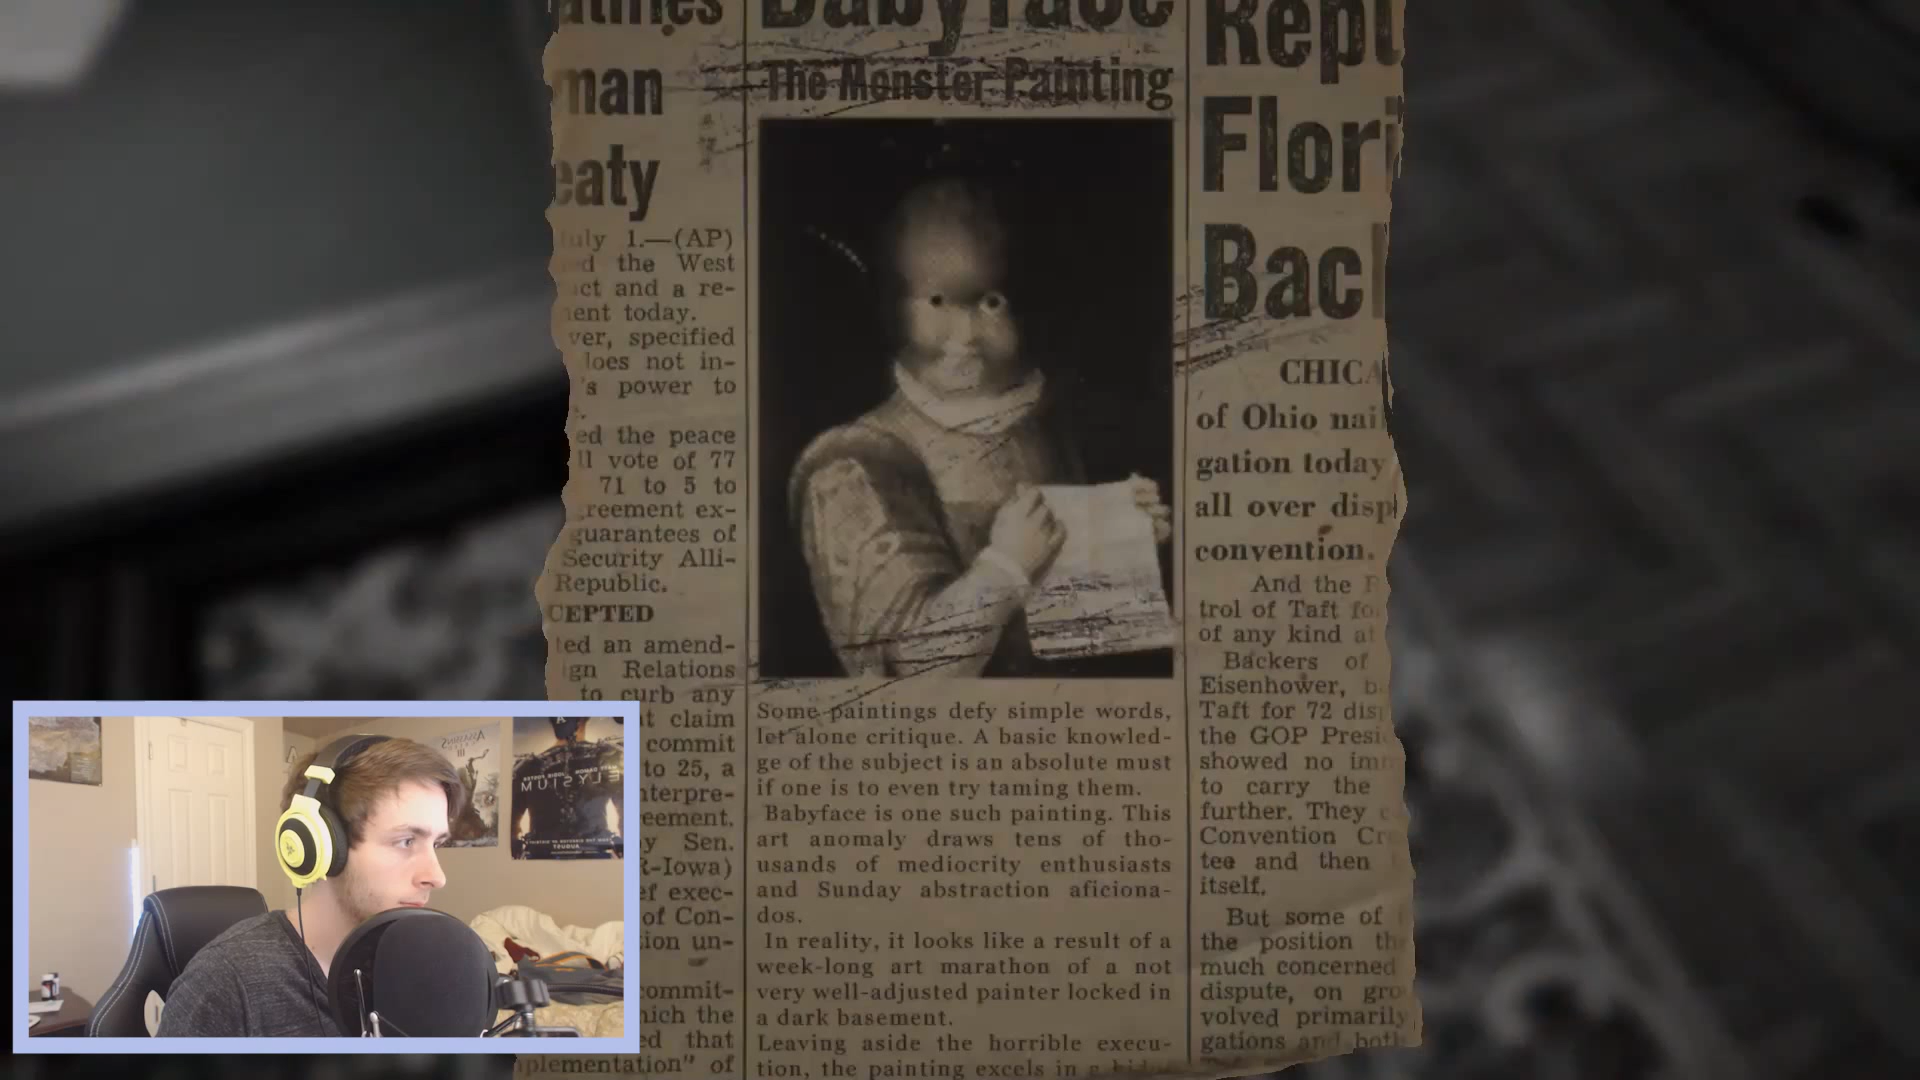 man
eaty
July 1.—(AP)
the West
act and a re-
ment today.
ver, specified
does not in-
's power to
ed the peace
ll vote of 77
71 to 5 to
greement ex-
guarantees of
Security Alli-
Republic.
CEPTED
ted an amend-
ign Relations
to curb any
claim
commit
to 25, a
nterpre-
eement.
Sen.
R-Iowa)
ef exec-
of Con-
ion un-
commit-
hich the
ed that
plementation" of
Babyface
The Monster Painting
Some paintings defy simple words,
let alone critique. A basic knowled-
ge of the subject is an absolute must
if one is to even try taming them.
Babyface is one such painting. This
art anomaly draws tens of tho-
usands of mediocrity enthusiasts
and Sunday abstraction aficiona-
dos.
In reality, it looks like a result of a
week-long art marathon of a not
very well-adjusted painter locked in
a dark basement.
Leaving aside the horrible execu-
tion, the painting excels in a
Repu
Flori
Bac
CHICA
of Ohio nai
gation today
all over disp
convention.
And the
trol of Taft fo
of any kind at
Backers of
Eisenhower, b
Taft for 72 dis
the GOP Presi
showed no im
to carry the
further. They
Convention Cr
tee and then
itself.
But some of
the position th
much concerned
dispute, on gro
volved primarily
gations and both
ELYSIUM